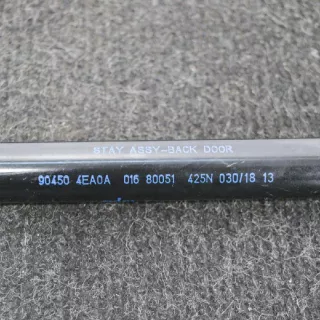 STAY ASSY-BACK DOOR
90450 4EA0A 016 80051 425N 030/18 13